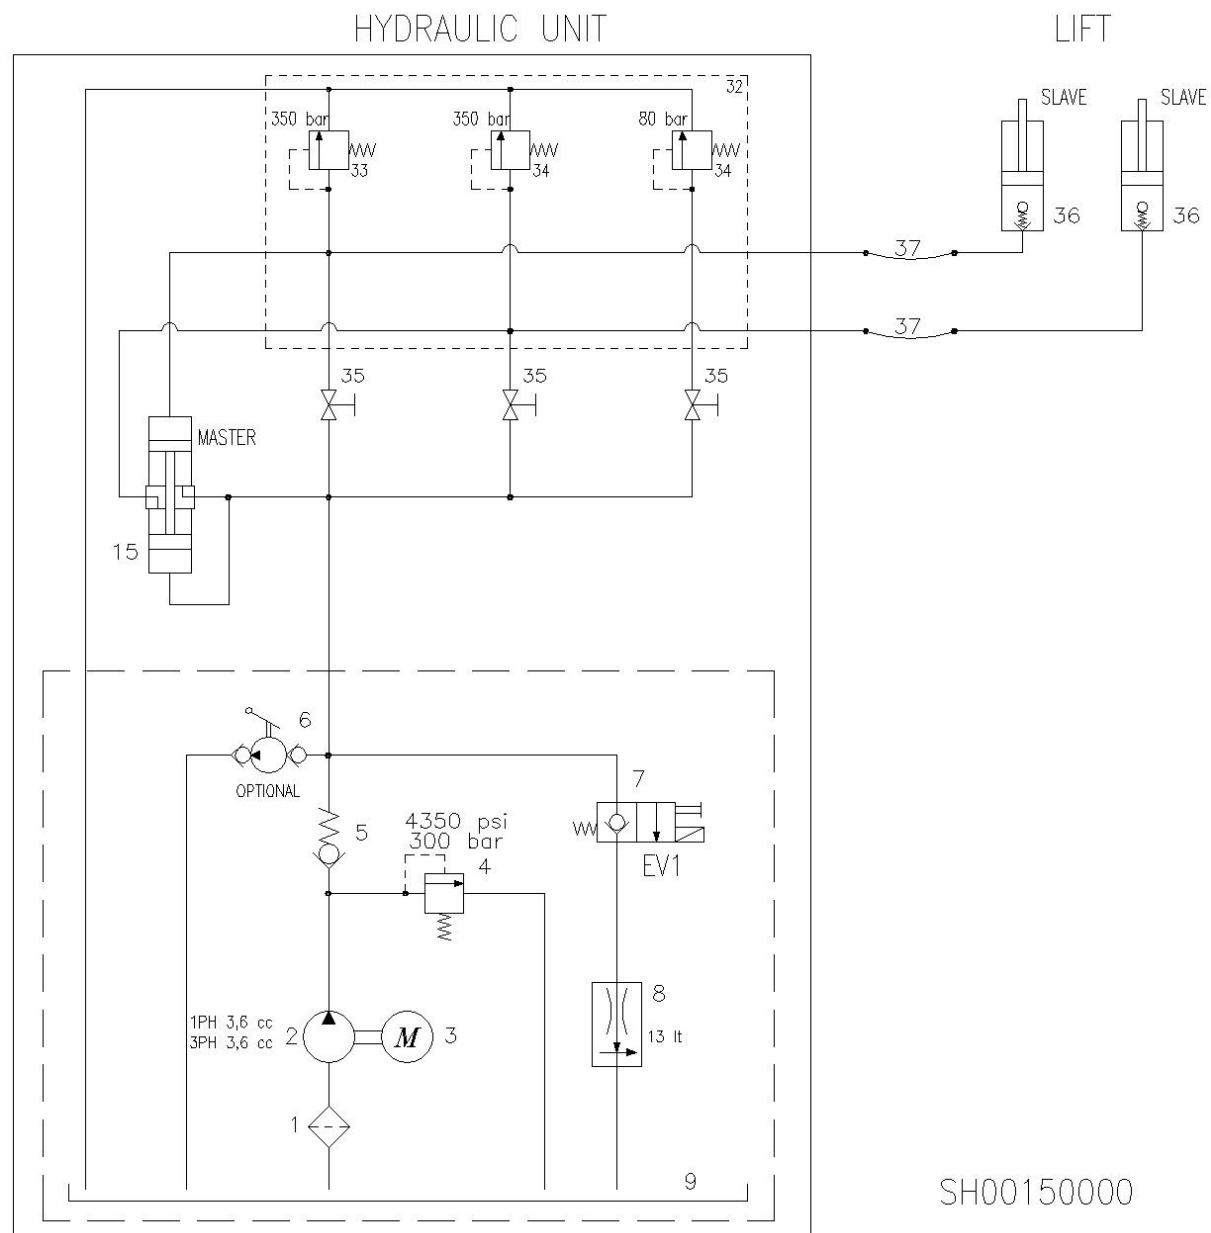 HYDRAULIC UNIT
LIFT
32
SLAVE
SLAVE
350 bar
350 bar
80 bar
33
34
34
36
36
37
37
35
35
35
MASTER
15
6
OPTIONAL
7
5
4350 psi
300 bar
4
EV1
8
1PH 3,6 cc
3PH 3,6 cc
2
M
3
13 lt
1
9
SH00150000